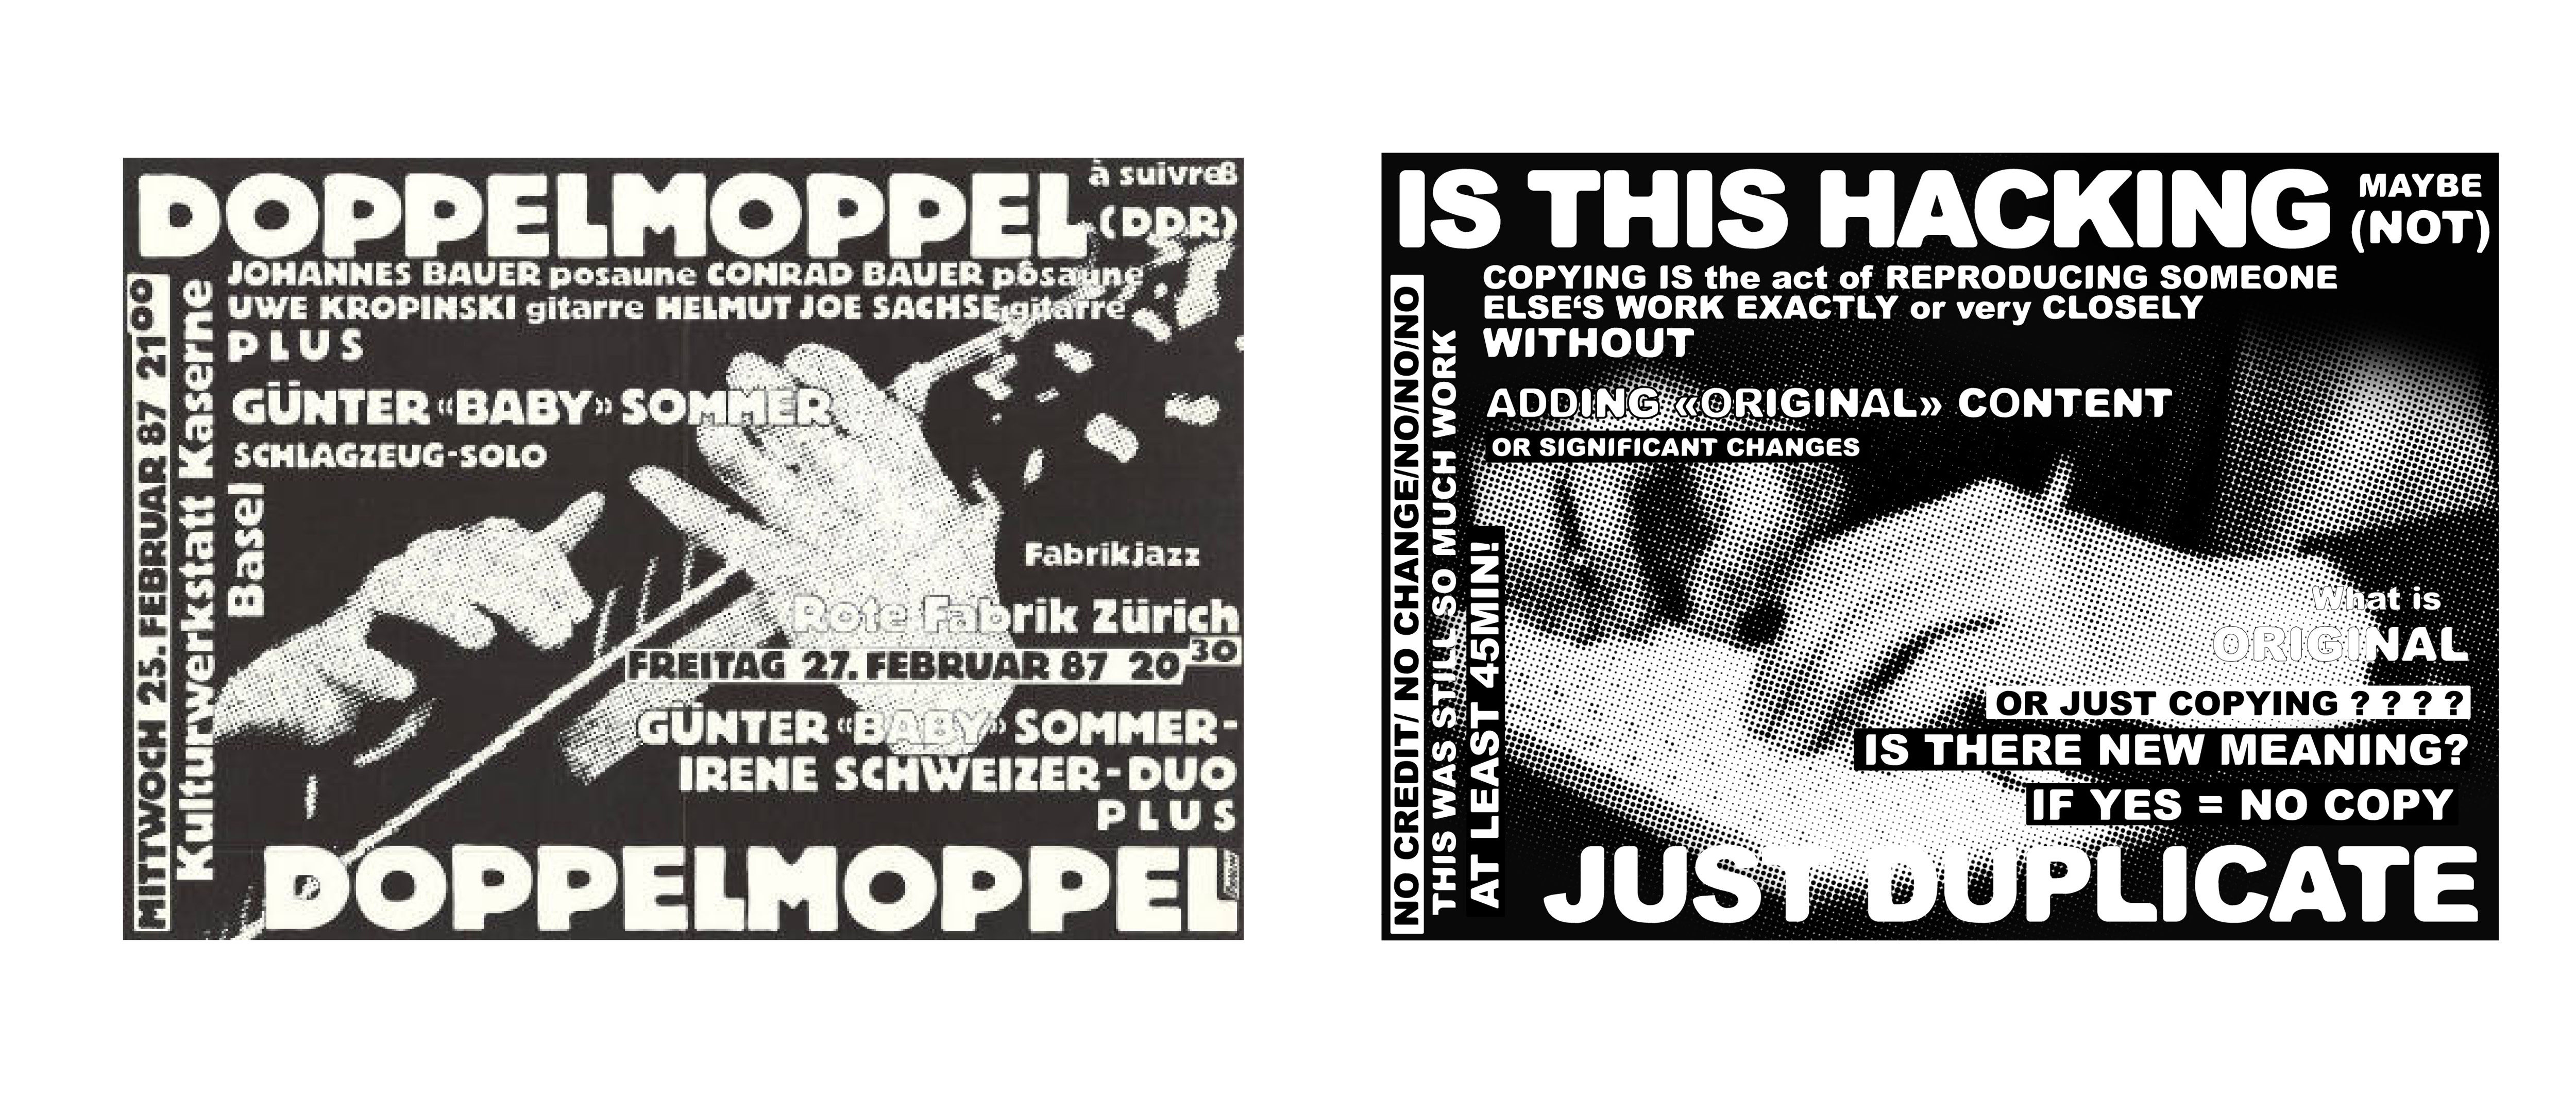 DOPPELMOPPEL
à suivreß
(DDR)
JOHANNES BAUER posaune CONRAD BAUER posaune
UWE KROPINSKI gitarre HELMUT JOE SACHSE gitarre
PLUS
GÜNTER «BABY» SOMMER
SCHLAGZEUG-SOLO
MITTWOCH 25. FEBRUAR 87 21 00
Kulturwerkstatt Kaserne
Basel
Fabrikjazz
Rote Fabrik Zürich
FREITAG 27. FEBRUAR 87 20 30
GÜNTER «BABY» SOMMER-
IRENE SCHWEIZER-DUO
PLUS
DOPPELMOPPEL
IS THIS HACKING
MAYBE
(NOT)
COPYING IS the act of REPRODUCING SOMEONE
ELSE‘S WORK EXACTLY or very CLOSELY
WITHOUT
ADDING «ORIGINAL» CONTENT
OR SIGNIFICANT CHANGES
NO CREDIT/ NO CHANGE/NO/NO/NO
THIS WAS STILL SO MUCH WORK
AT LEAST 45MIN!
What is
ORIGINAL
OR JUST COPYING ? ? ? ?
IS THERE NEW MEANING?
IF YES = NO COPY
JUST DUPLICATE